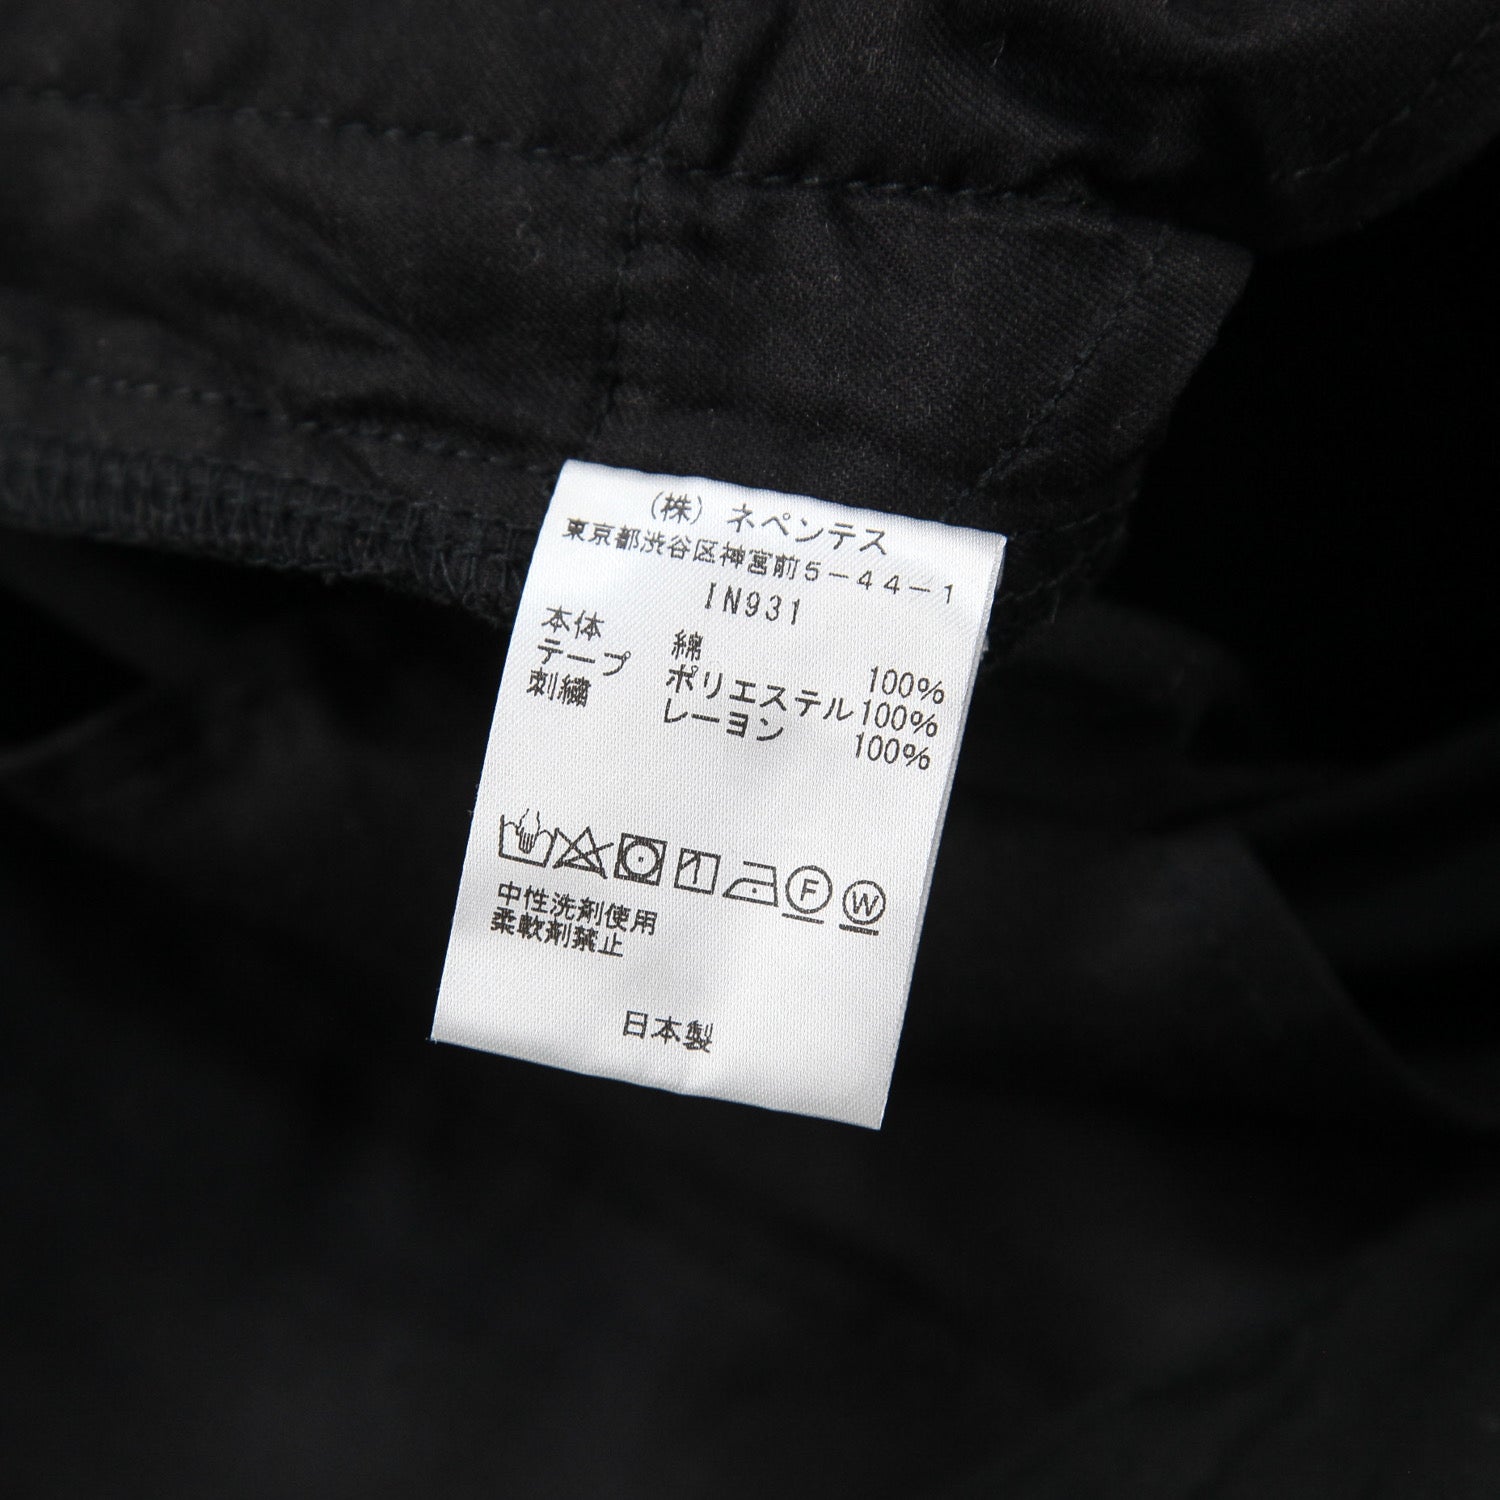 (株)ネペンテス
東京都渋谷区神宮前5-44-1
IN931
本体 綿 100%
テープ ポリエステル 100%
刺繍 レーヨン 100%
F W
中性洗剤使用
柔軟剤禁止
日本製